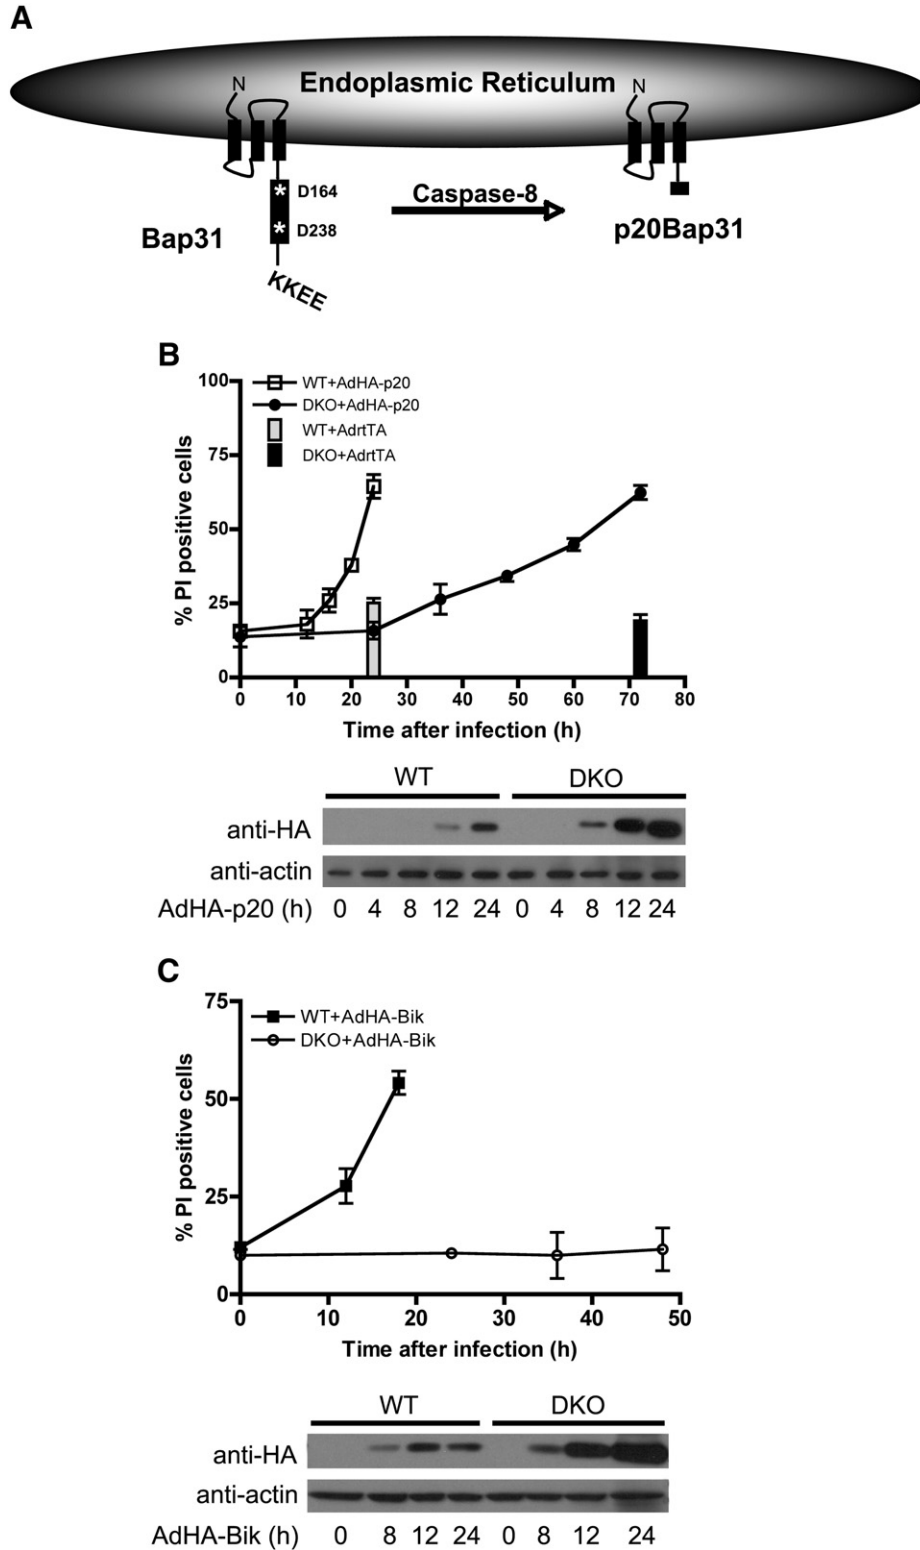 A
N
Endoplasmic Reticulum
N
D164
Caspase-8
D238
Bap31
p20Bap31
KKEE
B
100
75
50
25
0
% PI positive cells
WT+AdHA-p20
DKO+AdHA-p20
WT+AdrtTA
DKO+AdrtTA
0 10 20 30 40 50 60 70 80
Time after infection (h)
WT DKO
anti-HA
anti-actin
AdHA-p20 (h) 0 4 8 12 24 0 4 8 12 24
C
75
50
25
0
% PI positive cells
WT+AdHA-Bik
DKO+AdHA-Bik
0 10 20 30 40 50
Time after infection (h)
WT DKO
anti-HA
anti-actin
AdHA-Bik (h) 0 8 12 24 0 8 12 24